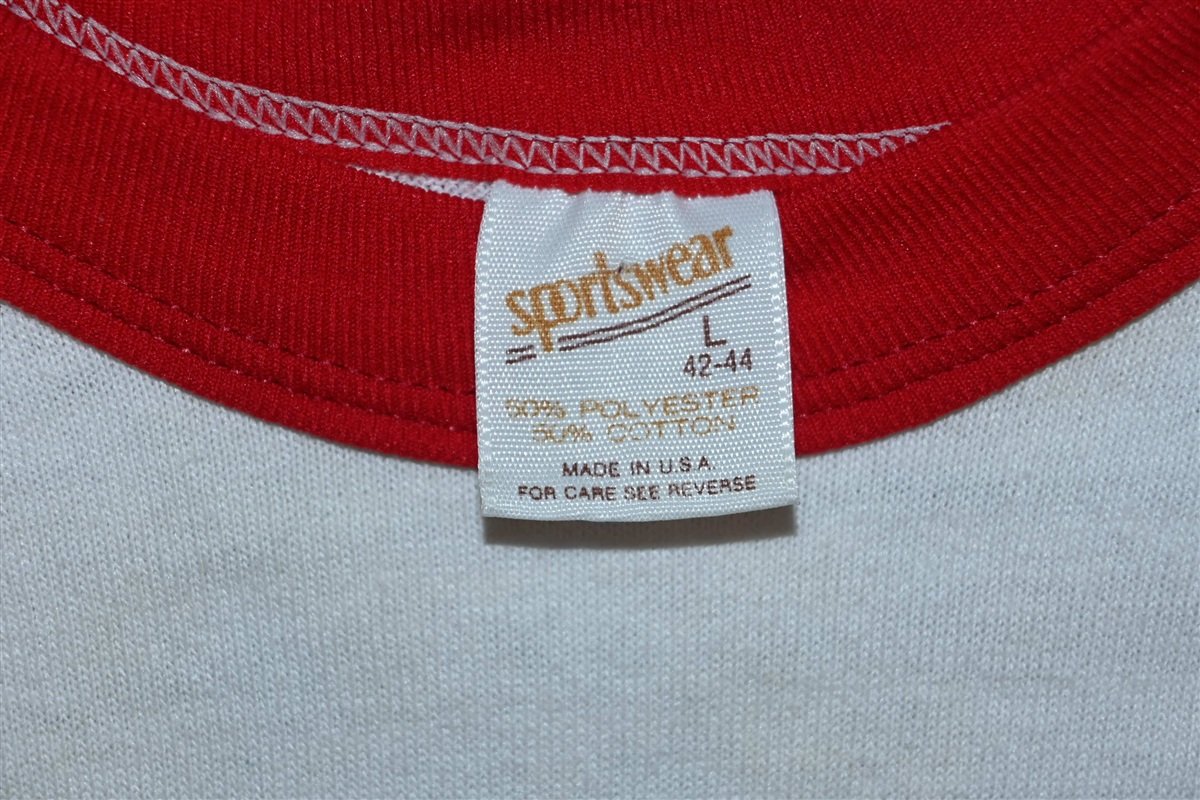 sportswear
L
42-44
50% POLYESTER
50% COTTON
MADE IN U.S.A.
FOR CARE SEE REVERSE